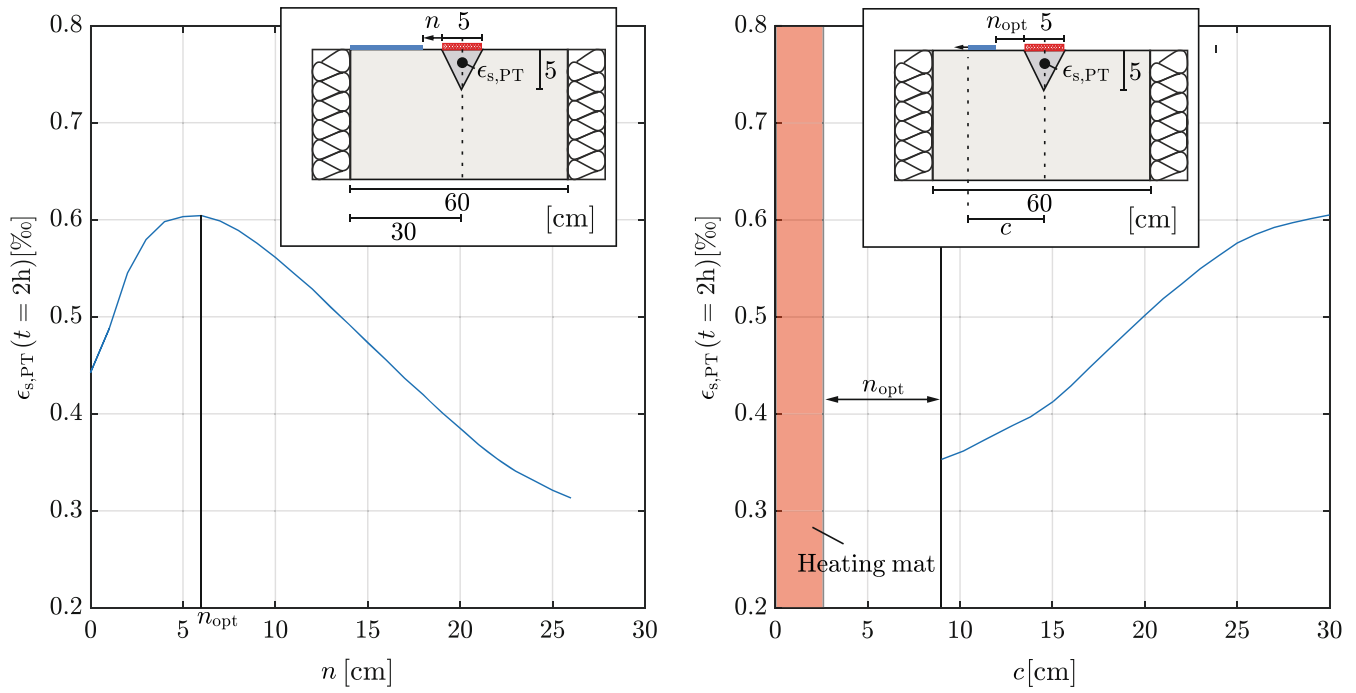 0.8
0.7
0.6
0.5
0.4
0.3
0.2
ϵs,PT(t = 2h)[‰]
0 5 10 15 20 25 30
nopt
n [cm]
n 5
ϵs,PT
5
60
30
[cm]
0.8
0.7
0.6
0.5
0.4
0.3
0.2
ϵs,PT(t = 2h)[‰]
0 5 10 15 20 25 30
c[cm]
nopt
Heating mat
nopt 5
ϵs,PT
5
60
c
[cm]